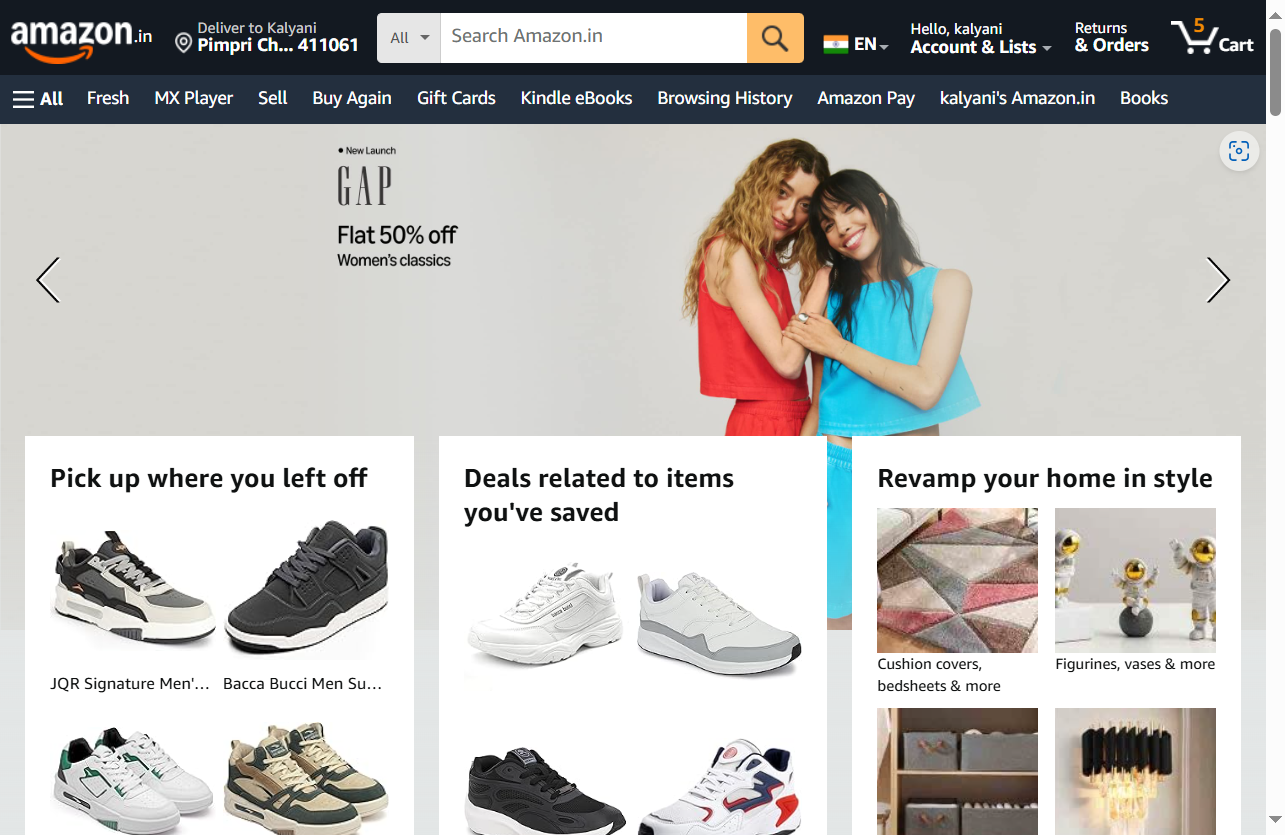 amazon.in
Deliver to Kalyani
Pimpri Ch... 411061
All
Search Amazon.in
EN
Hello, kalyani
Account & Lists
Returns
& Orders
5
Cart
All
Fresh
MX Player
Sell
Buy Again
Gift Cards
Kindle eBooks
Browsing History
Amazon Pay
kalyani's Amazon.in
Books
• New Launch
GAP
Flat 50% off
Women's classics
Pick up where you left off
JQR Signature Men'...
Bacca Bucci Men Su...
Deals related to items
you've saved
bacca bucci
Revamp your home in style
Cushion covers,
bedsheets & more
Figurines, vases & more